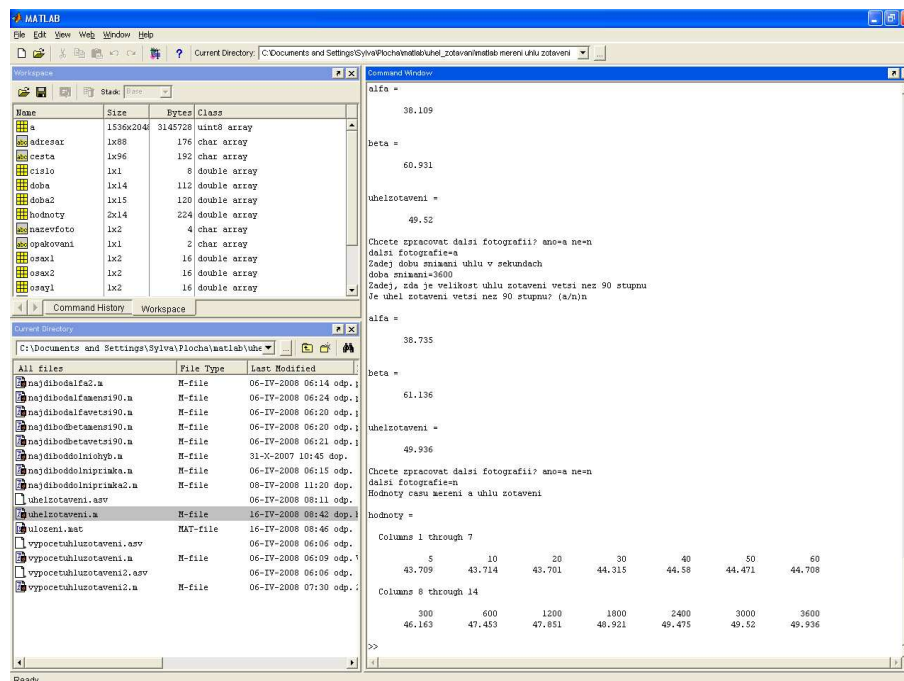 MATLAB
File Edit View Web Window Help
? Current Directory: C:\Documents and Settings\Sylva\Plocha\matlab\uhel_zotavani\matlab mereni uhlu zotaveni
Workspace
Stack: Base
Name Size Bytes Class
a 1536x2048 3145728 uint8 array
adresar 1x88 176 char array
cesta 1x96 192 char array
cislo 1x1 8 double array
doba 1x14 112 double array
doba2 1x15 120 double array
hodnoty 2x14 224 double array
nazevfoto 1x2 4 char array
opakovani 1x1 2 char array
osax1 1x2 16 double array
osax2 1x2 16 double array
osay1 1x2 16 double array
Command History Workspace
Current Directory
C:\Documents and Settings\Sylva\Plocha\matlab\uhe
All files File Type Last Modified
najdibodalfa2.m M-file 06-IV-2008 06:14 odp.
najdibodalfamensi90.m M-file 06-IV-2008 06:24 odp.
najdibodalfavetsi90.m M-file 06-IV-2008 06:20 odp.
najdibodbetamensi90.m M-file 06-IV-2008 06:20 odp.
najdibodbetavetsi90.m M-file 06-IV-2008 06:21 odp.
najdiboddolniohyb.m M-file 31-X-2007 10:45 dop.
najdiboddolniprimka.m M-file 06-IV-2008 06:15 odp.
najdiboddolniprimka2.m M-file 08-IV-2008 11:20 dop.
uhelzotaveni.asv 06-IV-2008 08:11 odp.
uhelzotaveni.m M-file 16-IV-2008 08:42 dop.
ulozeni.mat MAT-file 16-IV-2008 08:46 odp.
vypocetuhluzotaveni.asv 06-IV-2008 06:06 odp.
vypocetuhluzotaveni.m M-file 06-IV-2008 06:09 odp.
vypocetuhluzotaveni2.asv 06-IV-2008 06:06 odp.
vypocetuhluzotaveni2.m M-file 06-IV-2008 07:30 odp.
Ready
Command Window
alfa =
38.109
beta =
60.931
uhelzotaveni =
49.52
Chcete zpracovat dalsi fotografii? ano=a ne=n
dalsi fotografie=a
Zadej dobu snimani uhlu v sekundach
doba snimani=3600
Zadej, zda je velikost uhlu zotaveni vetsi nez 90 stupnu
Je uhel zotaveni vetsi nez 90 stupnu? (a/n)n
alfa =
38.735
beta =
61.136
uhelzotaveni =
49.936
Chcete zpracovat dalsi fotografii? ano=a ne=n
dalsi fotografie=n
Hodnoty casu mereni a uhlu zotaveni
hodnoty =
Columns 1 through 7
5 10 20 30 40 50 60
43.709 43.714 43.701 44.315 44.58 44.471 44.708
Columns 8 through 14
300 600 1200 1800 2400 3000 3600
46.163 47.453 47.851 48.921 49.475 49.52 49.936
>>